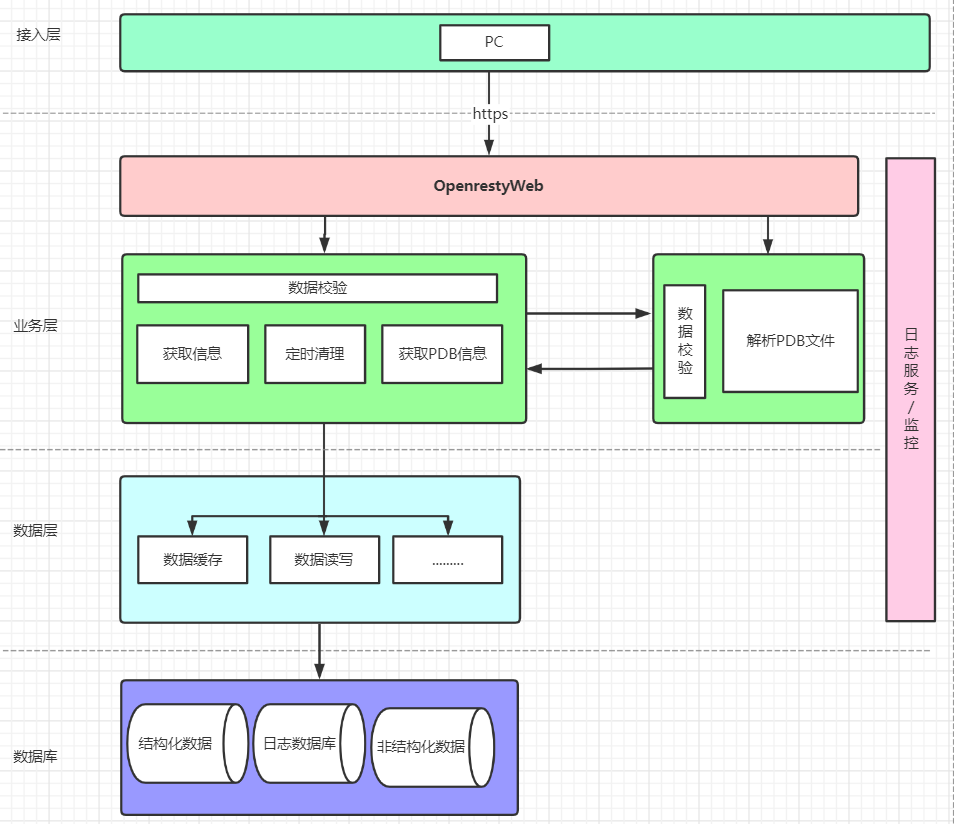 接入层
PC
https
OpenrestyWeb
业务层
数据校验
获取信息
定时清理
获取PDB信息
数据校验
解析PDB文件
日志服务/监控
数据层
数据缓存
数据读写
.........
数据库
结构化数据
日志数据库
非结构化数据